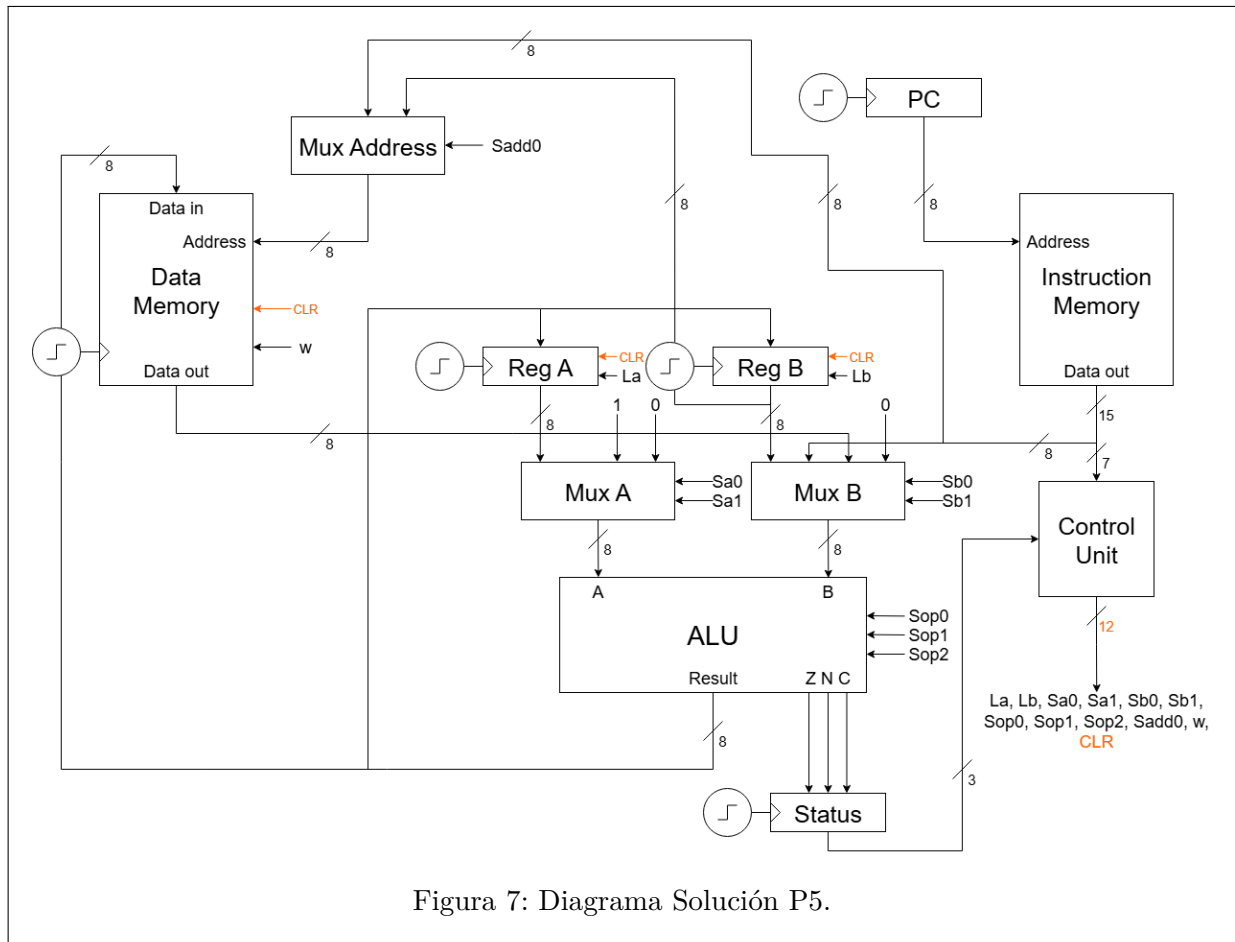 8
PC
8
Mux Address
Sadd0
8
8
8
8
Data in
Address
8
Data
Memory
CLR
w
Data out
Address
Instruction
Memory
Data out
15
Reg A
CLR
La
Reg B
CLR
Lb
8
1
0
8
0
8
8
7
Mux A
Sa0
Sa1
Mux B
Sb0
Sb1
Control
Unit
8
8
A
B
ALU
Sop0
Sop1
Sop2
Result
Z N C
12
La, Lb, Sa0, Sa1, Sb0, Sb1,
Sop0, Sop1, Sop2, Sadd0, w,
CLR
8
3
Status
Figura 7: Diagrama Solución P5.